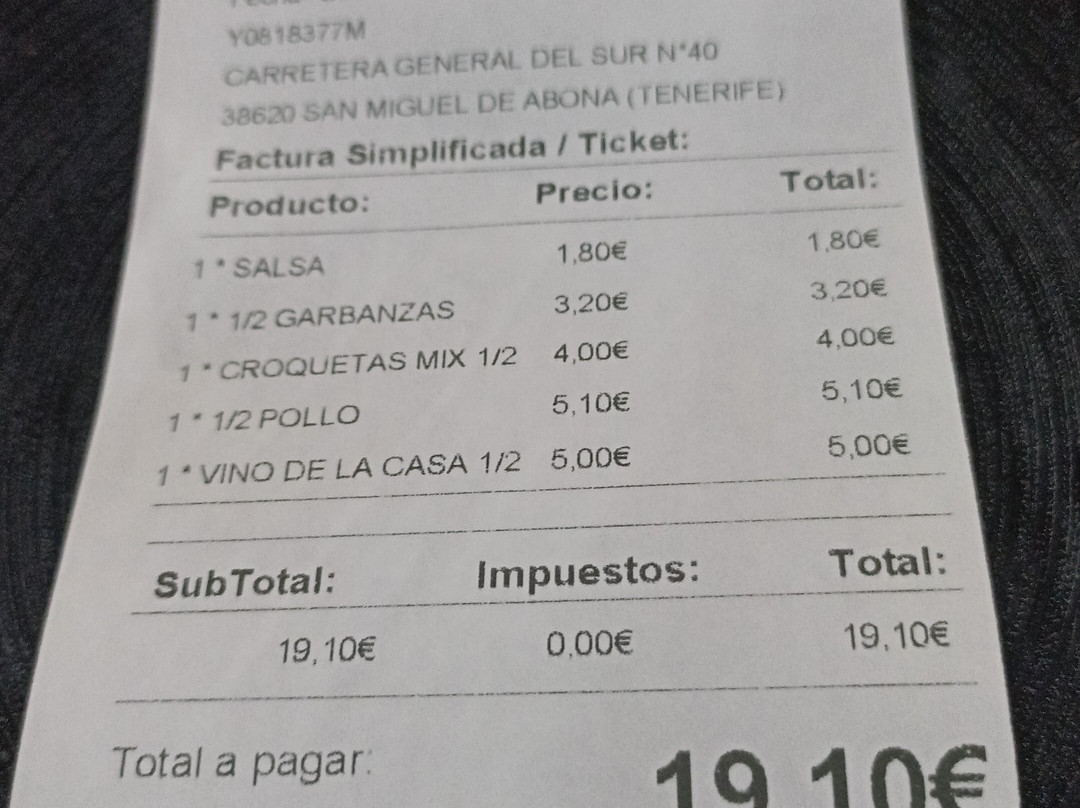 Y0818377M
CARRETERA GENERAL DEL SUR N°40
38620 SAN MIGUEL DE ABONA (TENERIFE)
Factura Simplificada / Ticket:
Producto: Precio: Total:
1 * SALSA 1,80€ 1,80€
1 * 1/2 GARBANZAS 3,20€ 3,20€
1 * CROQUETAS MIX 1/2 4,00€ 4,00€
1 * 1/2 POLLO 5,10€ 5,10€
1 * VINO DE LA CASA 1/2 5,00€ 5,00€
SubTotal: Impuestos: Total:
19,10€ 0,00€ 19,10€
Total a pagar: 19,10€